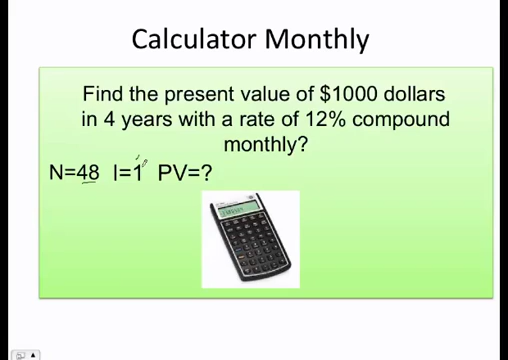 Calculator Monthly
Find the present value of $1000 dollars
in 4 years with a rate of 12% compound
monthly?
N=48 I=1 PV=?